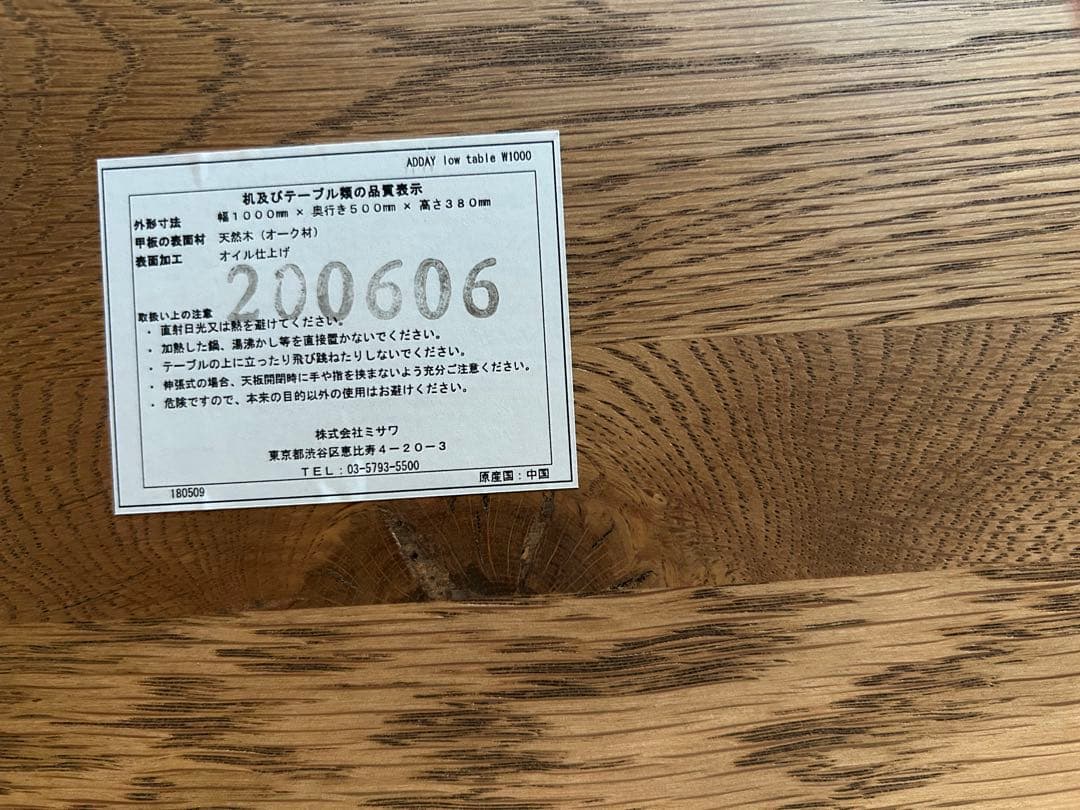 ADDAY low table W1000
机及びテーブル類の品質表示
外形寸法 幅1000㎜ × 奥行き500㎜ × 高さ380㎜
甲板の表面材 天然木（オーク材）
表面加工 オイル仕上げ
200606
取扱い上の注意
・ 直射日光又は熱を避けてください。
・ 加熱した鍋、湯沸かし等を直接置かないでください。
・ テーブルの上に立ったり飛び跳ねたりしないでください。
・ 伸張式の場合、天板開閉時に手や指を挟まないよう充分ご注意ください。
・ 危険ですので、本来の目的以外の使用はお避けください。
株式会社ミサワ
東京都渋谷区恵比寿4－20－3
TEL：03-5793-5500
180509 原産国：中国